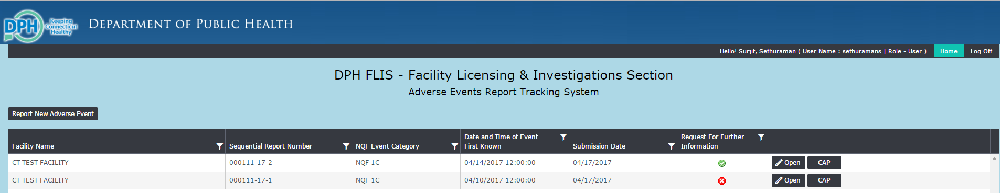 DPH Keeping Connecticut Healthy
DEPARTMENT OF PUBLIC HEALTH
Hello! Surjit, Sethuraman ( User Name : sethuramans | Role - User ) Home Log Off
DPH FLIS - Facility Licensing & Investigations Section
Adverse Events Report Tracking System
Report New Adverse Event
Facility Name Sequential Report Number NQF Event Category Date and Time of Event First Known Submission Date Request For Further Information
CT TEST FACILITY 000111-17-2 NQF 1C 04/14/2017 12:00:00 04/17/2017 Open CAP
CT TEST FACILITY 000111-17-1 NQF 1C 04/10/2017 12:00:00 04/17/2017 Open CAP